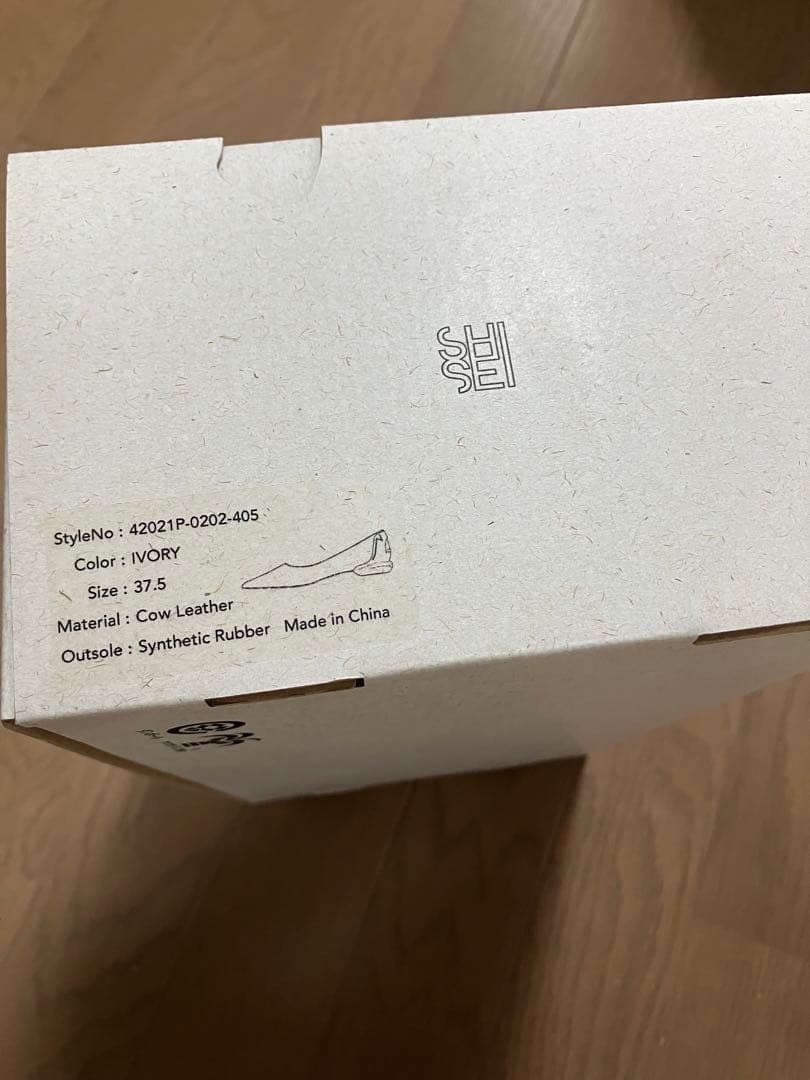 SHI
SEI
StyleNo : 42021P-0202-405
Color : IVORY
Size : 37.5
Material : Cow Leather
Outsole : Synthetic Rubber Made in China